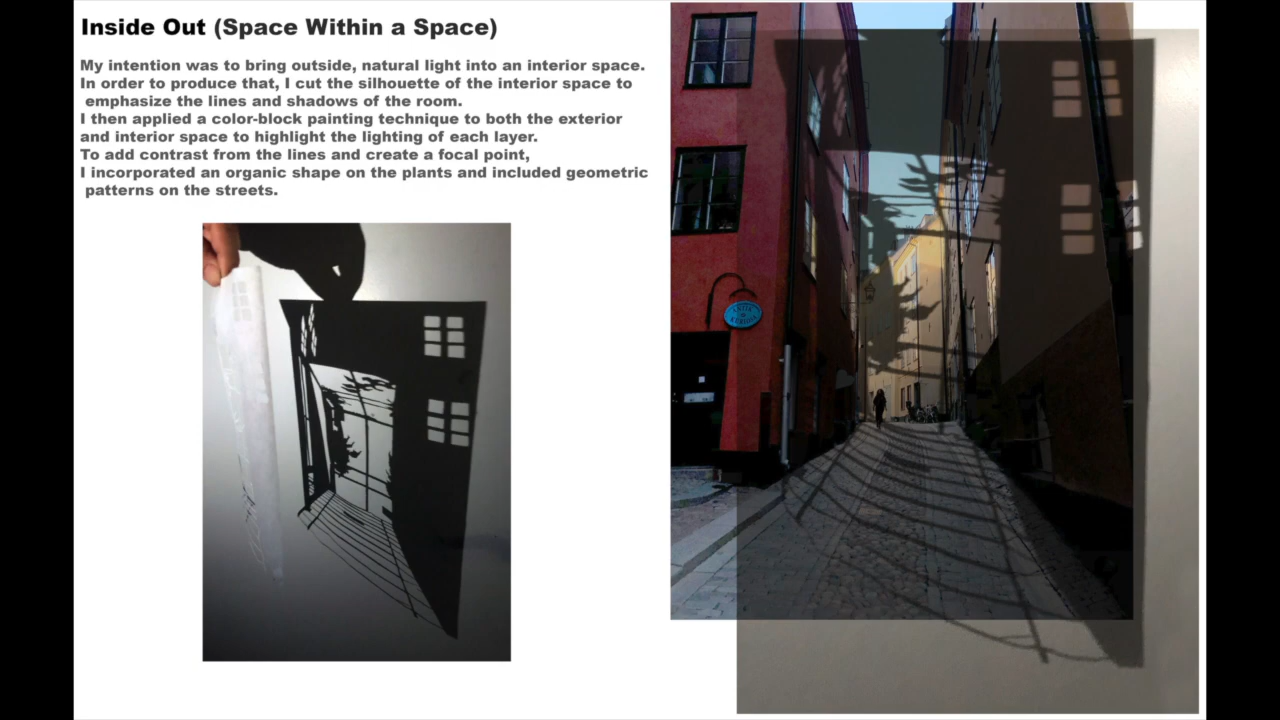 Inside Out (Space Within a Space)
My intention was to bring outside, natural light into an interior space.
In order to produce that, I cut the silhouette of the interior space to
emphasize the lines and shadows of the room.
I then applied a color-block painting technique to both the exterior
and interior space to highlight the lighting of each layer.
To add contrast from the lines and create a focal point,
I incorporated an organic shape on the plants and included geometric
patterns on the streets.